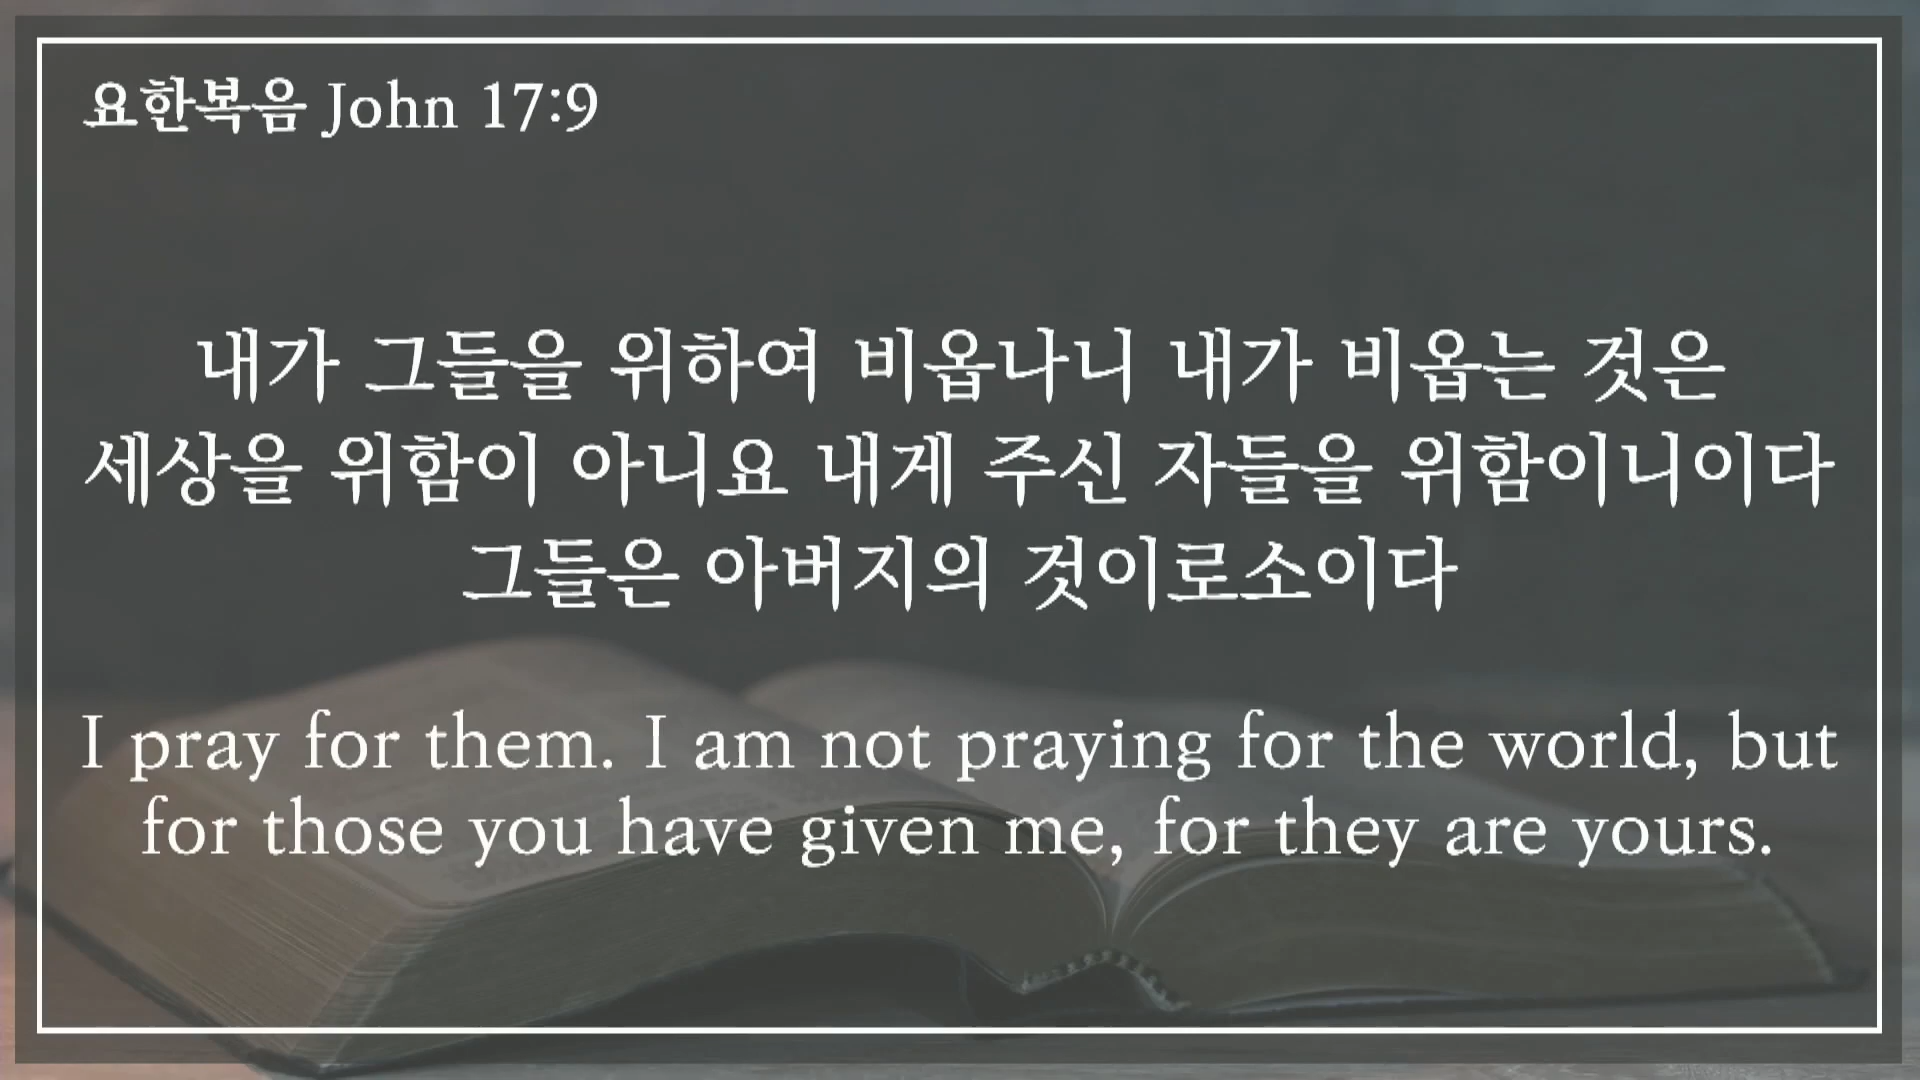 요한복음 John 17:9
내가 그들을 위하여 비옵나니 내가 비옵는 것은
세상을 위함이 아니요 내게 주신 자들을 위함이니이다
그들은 아버지의 것이로소이다
I pray for them. I am not praying for the world, but
for those you have given me, for they are yours.